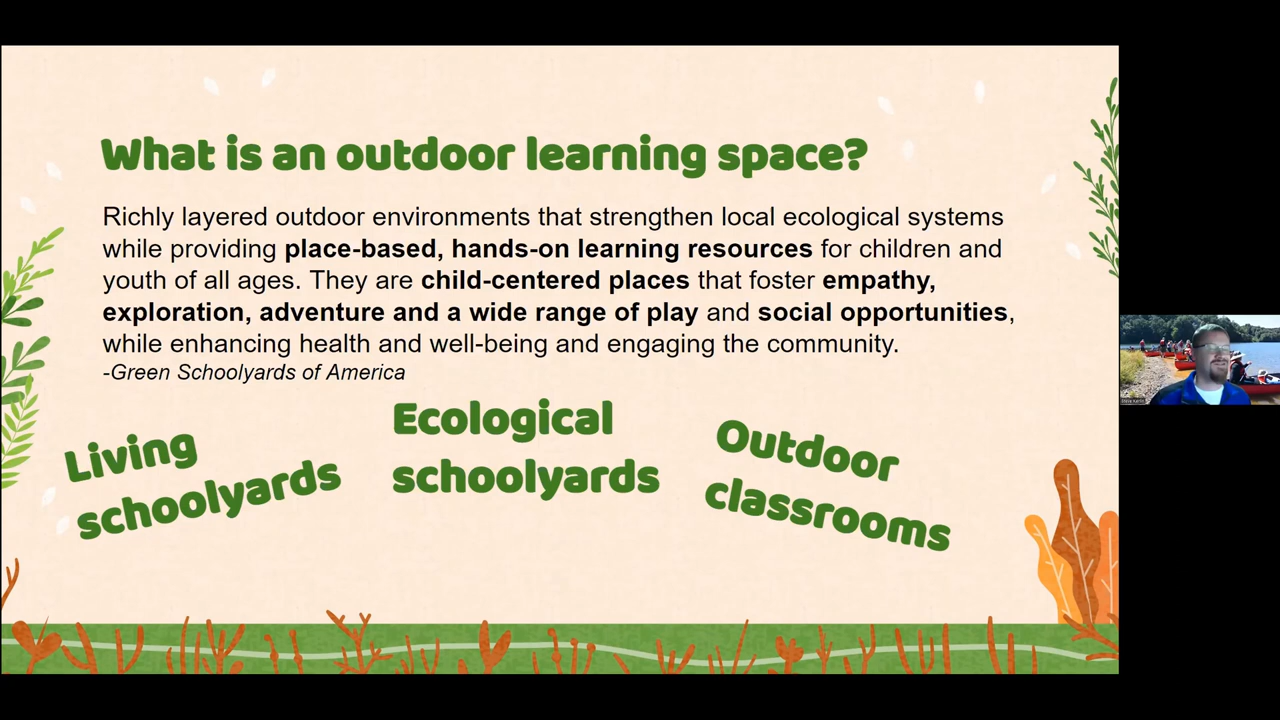 What is an outdoor learning space?
Richly layered outdoor environments that strengthen local ecological systems
while providing place-based, hands-on learning resources for children and
youth of all ages. They are child-centered places that foster empathy,
exploration, adventure and a wide range of play and social opportunities,
while enhancing health and well-being and engaging the community.
-Green Schoolyards of America
Living
schoolyards
Ecological
schoolyards
Outdoor
classrooms